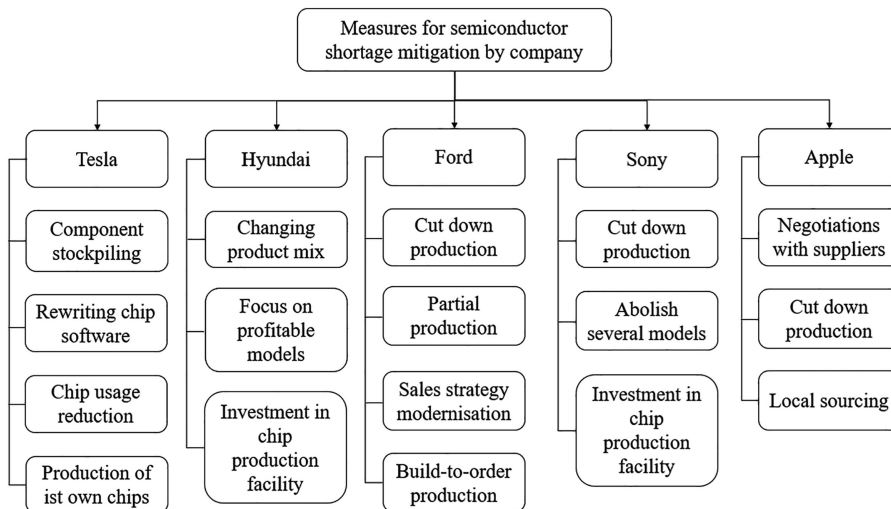 Measures for semiconductor
shortage mitigation by company
Tesla
Component
stockpiling
Rewriting chip
software
Chip usage
reduction
Production of
ist own chips
Hyundai
Changing
product mix
Focus on
profitable
models
Investment in
chip
production
facility
Ford
Cut down
production
Partial
production
Sales strategy
modernisation
Build-to-order
production
Sony
Cut down
production
Abolish
several models
Investment in
chip
production
facility
Apple
Negotiations
with suppliers
Cut down
production
Local sourcing